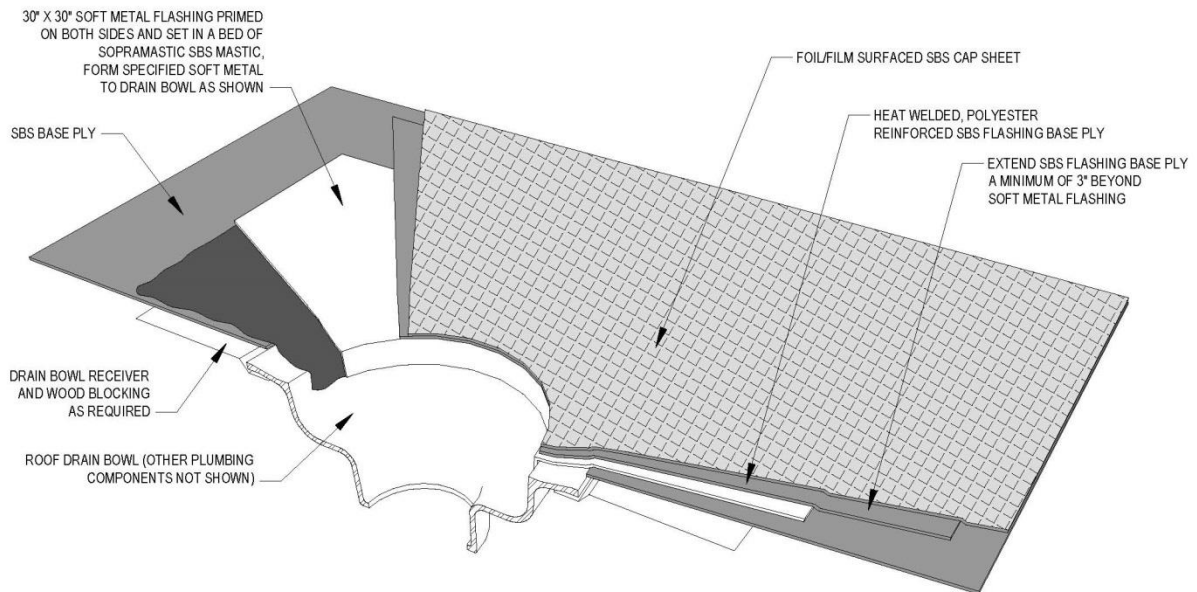 30" X 30" SOFT METAL FLASHING PRIMED
ON BOTH SIDES AND SET IN A BED OF
SOPRAMASTIC SBS MASTIC,
FORM SPECIFIED SOFT METAL
TO DRAIN BOWL AS SHOWN
SBS BASE PLY
DRAIN BOWL RECEIVER
AND WOOD BLOCKING
AS REQUIRED
ROOF DRAIN BOWL (OTHER PLUMBING
COMPONENTS NOT SHOWN)
FOIL/FILM SURFACED SBS CAP SHEET
HEAT WELDED, POLYESTER
REINFORCED SBS FLASHING BASE PLY
EXTEND SBS FLASHING BASE PLY
A MINIMUM OF 3" BEYOND
SOFT METAL FLASHING